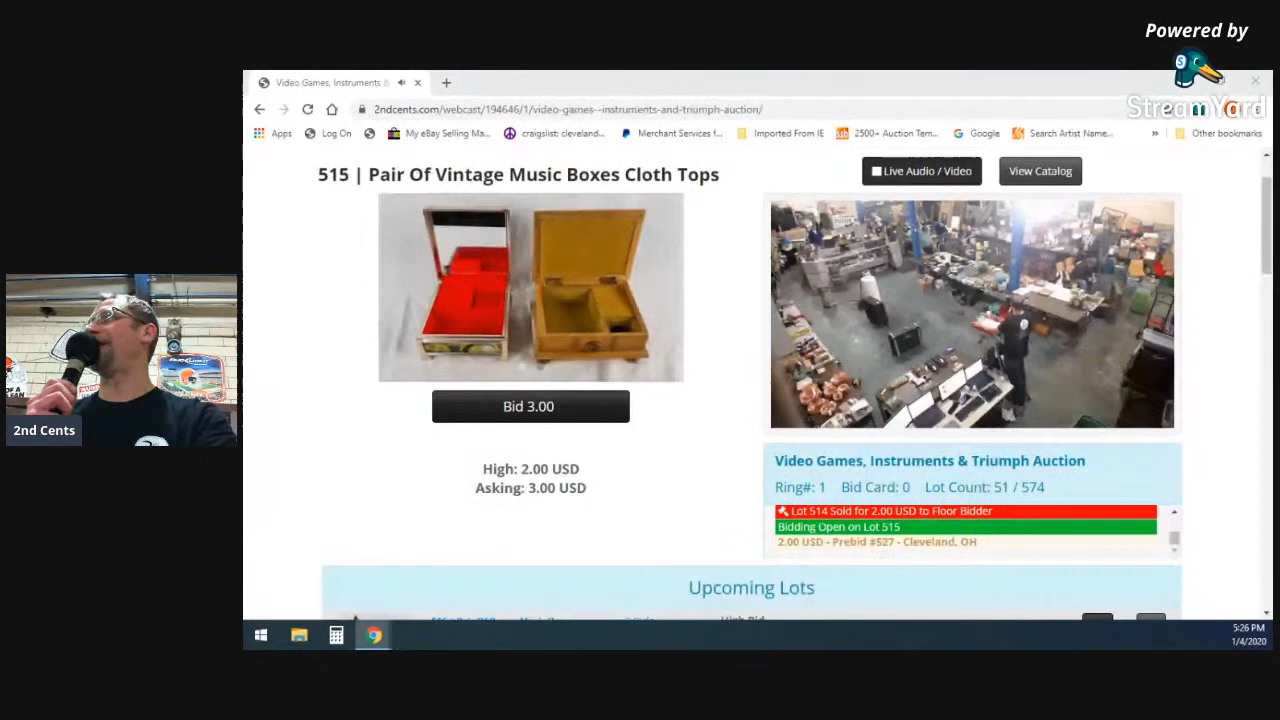 Powered by
StreamYard
Video Games, Instruments &
2ndcents.com/webcast/194646/1/video-games--instruments-and-triumph-auction/
Apps
Log On
My eBay Selling Ma...
craigslist: cleveland...
Merchant Services f...
Imported From IE
2500+ Auction Tem...
Google
Search Artist Name...
»
Other bookmarks
515 | Pair Of Vintage Music Boxes Cloth Tops
Live Audio / Video
View Catalog
Bid 3.00
High: 2.00 USD
Asking: 3.00 USD
2nd Cents
Video Games, Instruments & Triumph Auction
Ring#: 1 Bid Card: 0 Lot Count: 51 / 574
Lot 514 Sold for 2.00 USD to Floor Bidder
Bidding Open on Lot 515
2.00 USD - Prebid #527 - Cleveland, OH
Upcoming Lots
5:26 PM
1/4/2020